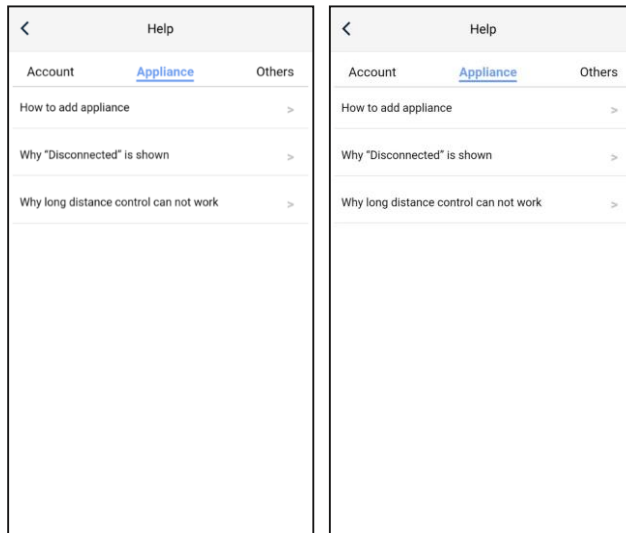 <
Help
Account Appliance Others
How to add appliance >
Why “Disconnected” is shown >
Why long distance control can not work >
<
Help
Account Appliance Others
How to add appliance >
Why “Disconnected” is shown >
Why long distance control can not work >